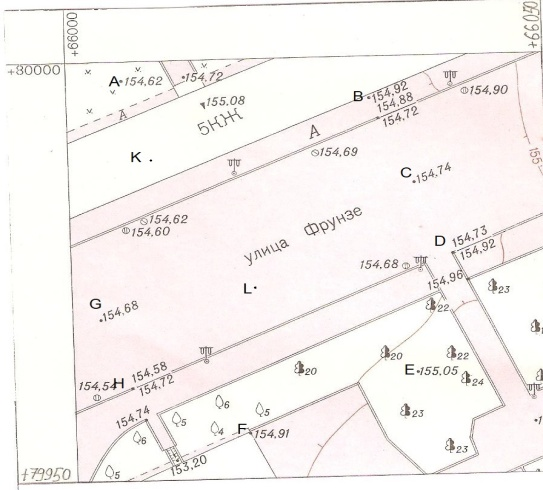 +66000
+66050
+80000
A 154,62
154,72
155,08
5КЖ
A
A
B 154,92
154,88
154,72
154,90
K
154,69
C 154,74
155
154,62
154,60
улица Фрунзе
D 154,73
154,92
154,68
154,96
L
G
154,68
23
22
154,58
H
154,54
154,72
20
20
22
E 155,05
24
154,74
6
5
5
23
6
4
F 154,91
23
153,20
5
+79950